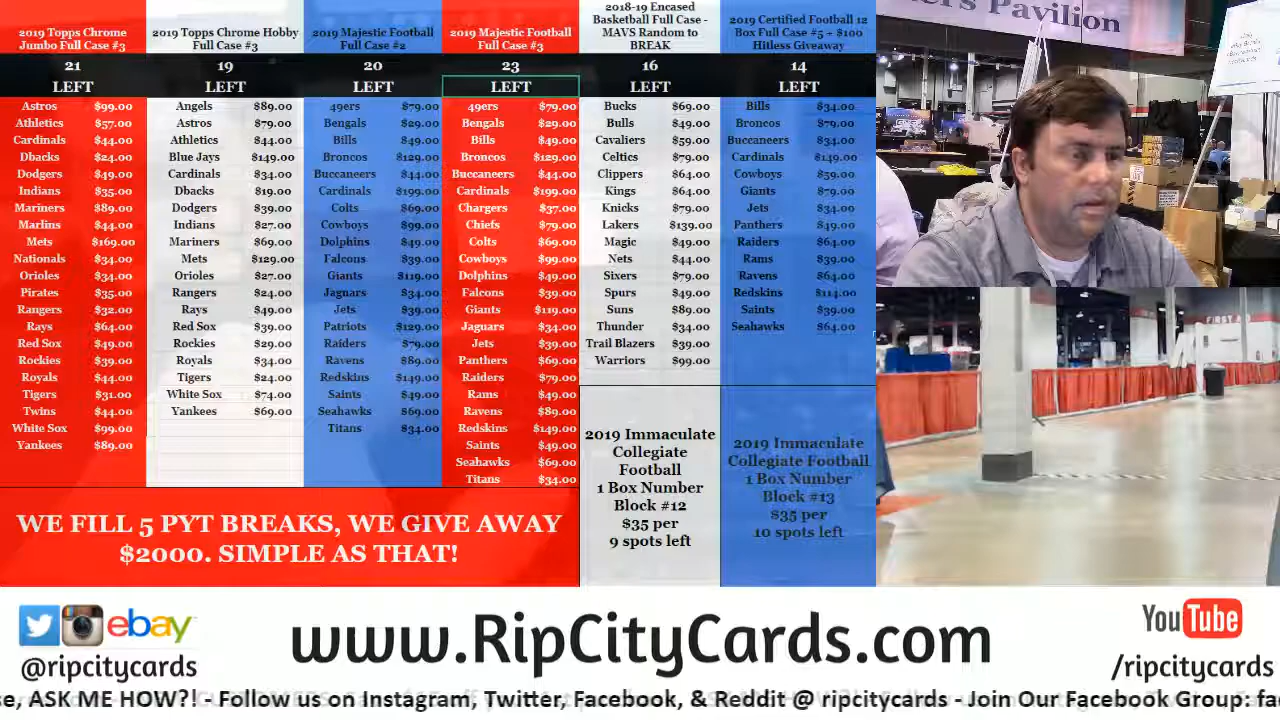 2019 Topps Chrome
Jumbo Full Case #3
21
LEFT
Astros $99.00
Athletics $57.00
Cardinals $44.00
Dbacks $24.00
Dodgers $49.00
Indians $35.00
Mariners $89.00
Marlins $44.00
Mets $169.00
Nationals $34.00
Orioles $34.00
Pirates $35.00
Rangers $32.00
Rays $64.00
Red Sox $49.00
Rockies $39.00
Royals $44.00
Tigers $31.00
Twins $44.00
White Sox $99.00
Yankees $89.00
2019 Topps Chrome Hobby
Full Case #3
19
LEFT
Angels $89.00
Astros $79.00
Athletics $44.00
Blue Jays $149.00
Cardinals $34.00
Dbacks $19.00
Dodgers $39.00
Indians $27.00
Mariners $69.00
Mets $129.00
Orioles $27.00
Rangers $24.00
Rays $49.00
Red Sox $39.00
Rockies $29.00
Royals $34.00
Tigers $24.00
White Sox $74.00
Yankees $69.00
2019 Majestic Football
Full Case #2
20
LEFT
49ers $79.00
Bengals $29.00
Bills $49.00
Broncos $129.00
Buccaneers $44.00
Cardinals $199.00
Colts $69.00
Cowboys $99.00
Dolphins $49.00
Falcons $39.00
Giants $119.00
Jaguars $34.00
Jets $39.00
Patriots $129.00
Raiders $79.00
Ravens $89.00
Redskins $149.00
Saints $49.00
Seahawks $69.00
Titans $34.00
2019 Majestic Football
Full Case #3
23
LEFT
49ers $79.00
Bengals $29.00
Bills $49.00
Broncos $129.00
Buccaneers $44.00
Cardinals $199.00
Chargers $37.00
Chiefs $79.00
Colts $69.00
Cowboys $99.00
Dolphins $49.00
Falcons $39.00
Giants $119.00
Jaguars $34.00
Jets $39.00
Panthers $69.00
Raiders $79.00
Rams $49.00
Ravens $89.00
Redskins $149.00
Saints $49.00
Seahawks $69.00
Titans $34.00
2018-19 Encased
Basketball Full Case -
MAVS Random to
BREAK
16
LEFT
Bucks $69.00
Bulls $49.00
Cavaliers $59.00
Celtics $79.00
Clippers $64.00
Kings $64.00
Knicks $79.00
Lakers $139.00
Magic $49.00
Nets $44.00
Sixers $79.00
Spurs $49.00
Suns $89.00
Thunder $34.00
Trail Blazers $39.00
Warriors $99.00
2019 Certified Football 12
Box Full Case #5 + $100
Hitless Giveaway
14
LEFT
Bills $34.00
Broncos $79.00
Buccaneers $34.00
Cardinals $149.00
Cowboys $39.00
Giants $79.00
Jets $34.00
Panthers $49.00
Raiders $64.00
Rams $39.00
Ravens $64.00
Redskins $114.00
Saints $39.00
Seahawks $64.00
WE FILL 5 PYT BREAKS, WE GIVE AWAY
$2000. SIMPLE AS THAT!
2019 Immaculate
Collegiate
Football
1 Box Number
Block #12
$35 per
9 spots left
2019 Immaculate
Collegiate Football
1 Box Number
Block #13
$35 per
10 spots left
Pavilion
FIRST AID
ebay
@ripcitycards
www.RipCityCards.com
YouTube
/ripcitycards
se, ASK ME HOW?! - Follow us on Instagram, Twitter, Facebook, & Reddit @ ripcitycards - Join Our Facebook Group: fa